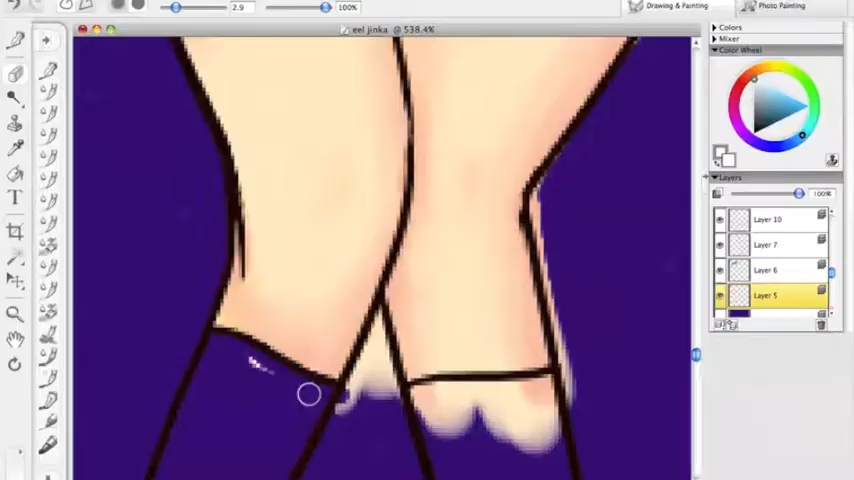 2.9
100%
Drawing & Painting
Photo Painting
eel jinka @ 538.4%
Colors
Mixer
Color Wheel
T
Layers
100%
Layer 10
Layer 7
Layer 6
Layer 5